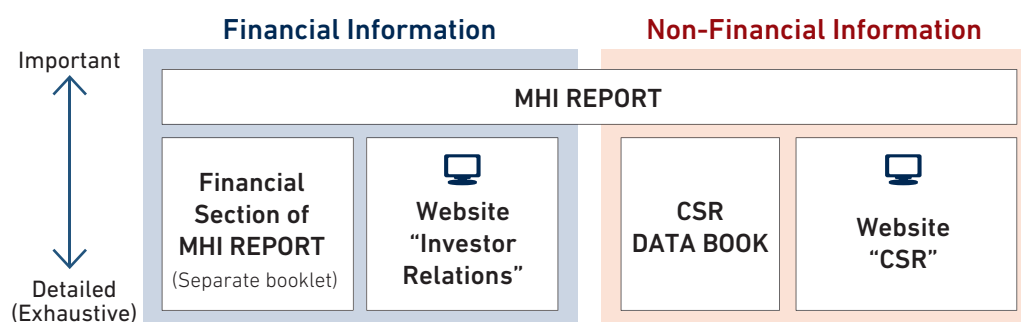 Financial Information
Non-Financial Information
Important
MHI REPORT
Financial
Section of
MHI REPORT
(Separate booklet)
Website
“Investor
Relations”
CSR
DATA BOOK
Website
“CSR”
Detailed
(Exhaustive)